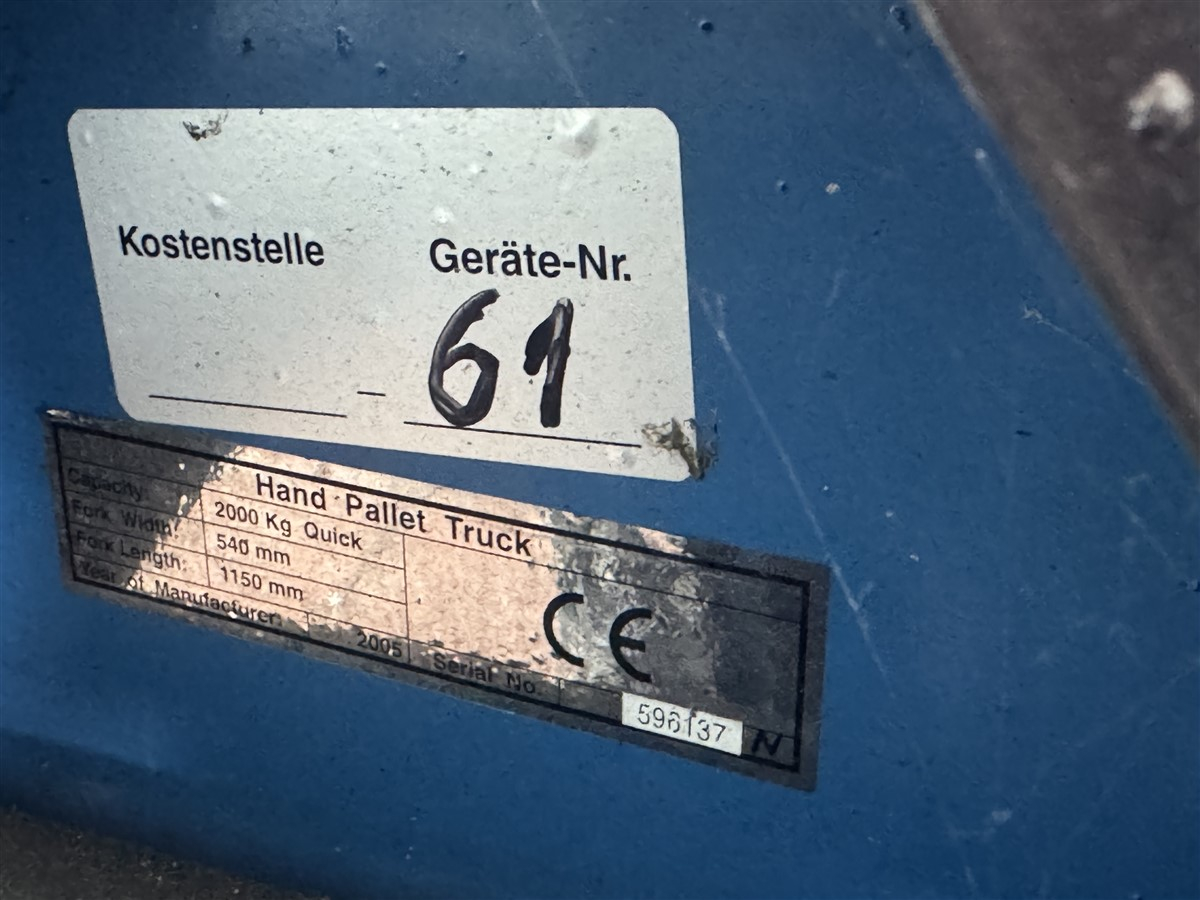 Kostenstelle Geräte-Nr.
– 61
Hand Pallet Truck
Capacity: 2000 Kg Quick
Fork Width: 540 mm
Fork Length: 1150 mm
CE
Year of Manufacturer: 2005 Serial No. 596137 N